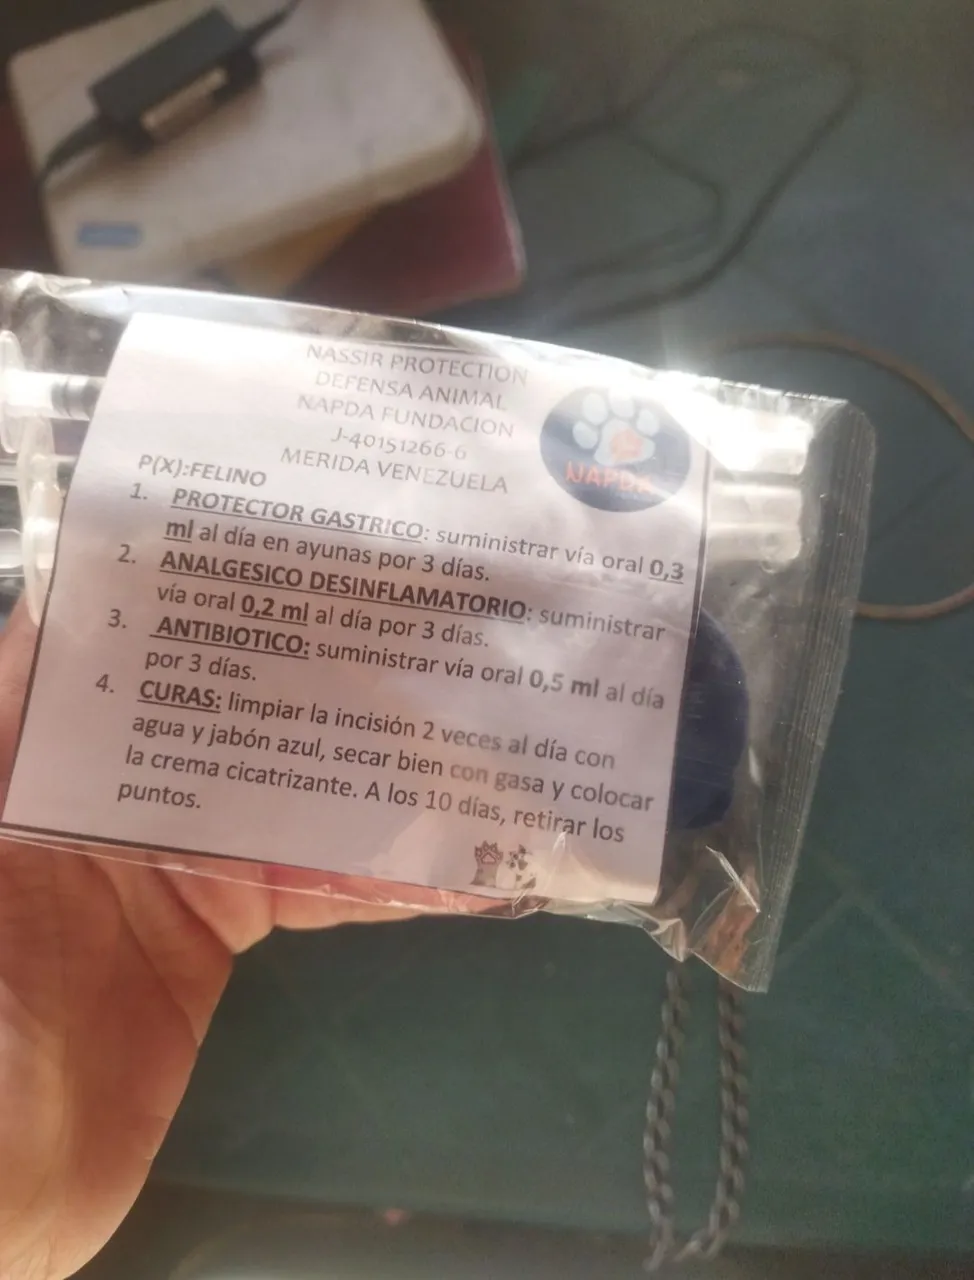 NASSIR PROTECTION
DEFENSA ANIMAL
NAPDA FUNDACION
J-40151266-6
MERIDA VENEZUELA
NAPDA
P(X):FELINO
1. PROTECTOR GASTRICO: suministrar vía oral 0,3
ml al día en ayunas por 3 días.
2. ANALGESICO DESINFLAMATORIO: suministrar
vía oral 0,2 ml al día por 3 días.
3. ANTIBIOTICO: suministrar vía oral 0,5 ml al día
por 3 días.
4. CURAS: limpiar la incisión 2 veces al día con
agua y jabón azul, secar bien con gasa y colocar
la crema cicatrizante. A los 10 días, retirar los
puntos.